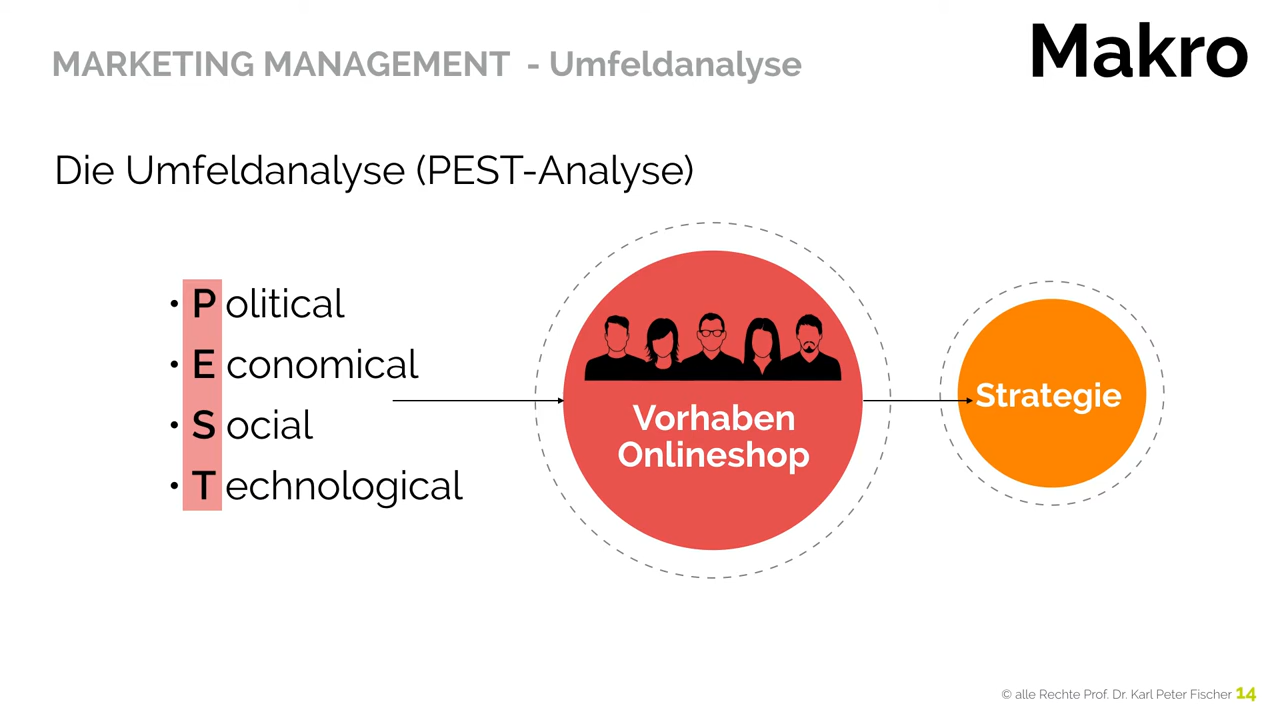 MARKETING MANAGEMENT - Umfeldanalyse
Makro
Die Umfeldanalyse (PEST-Analyse)
• Political
• Economical
• Social
• Technological
Vorhaben
Onlineshop
Strategie
© alle Rechte Prof. Dr. Karl Peter Fischer 14